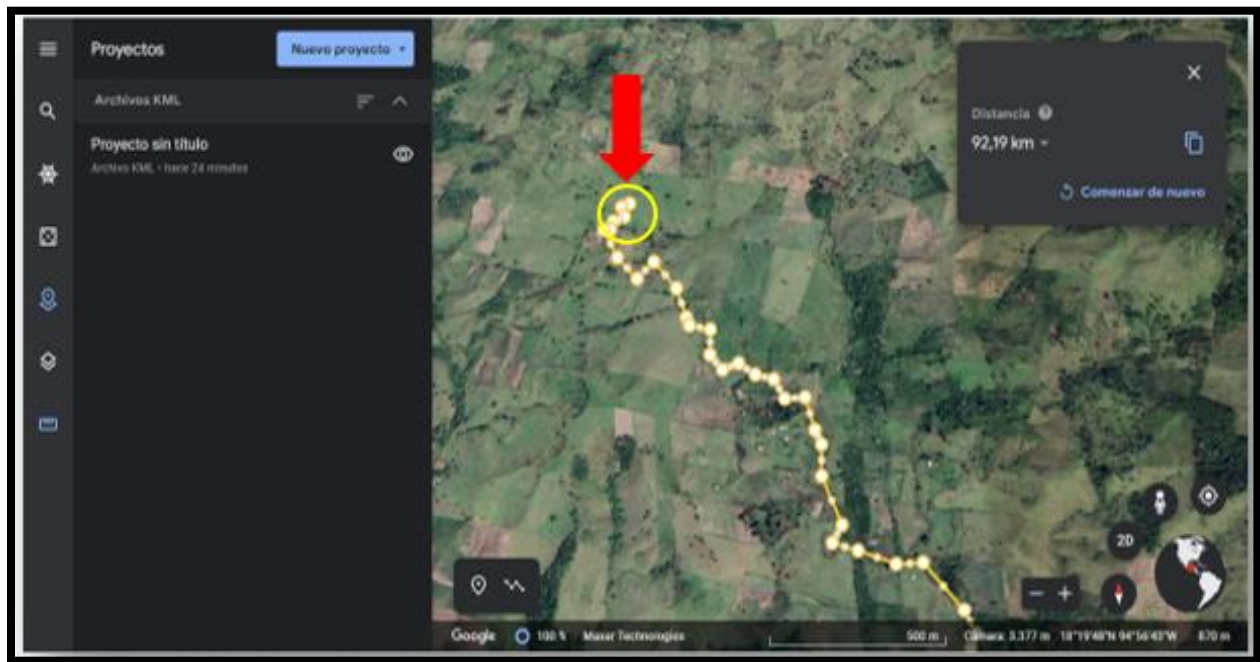 Proyectos
Nuevo proyecto
Archivos KML
Proyecto sin título
Archivo KML • hace 24 minutos
Distancia
92,19 km
Comenzar de nuevo
2D
Google
100 %
Maxar Technologies
500 m
Cámara: 3.377 m 18°19'48"N 94°56'43"W 870 m